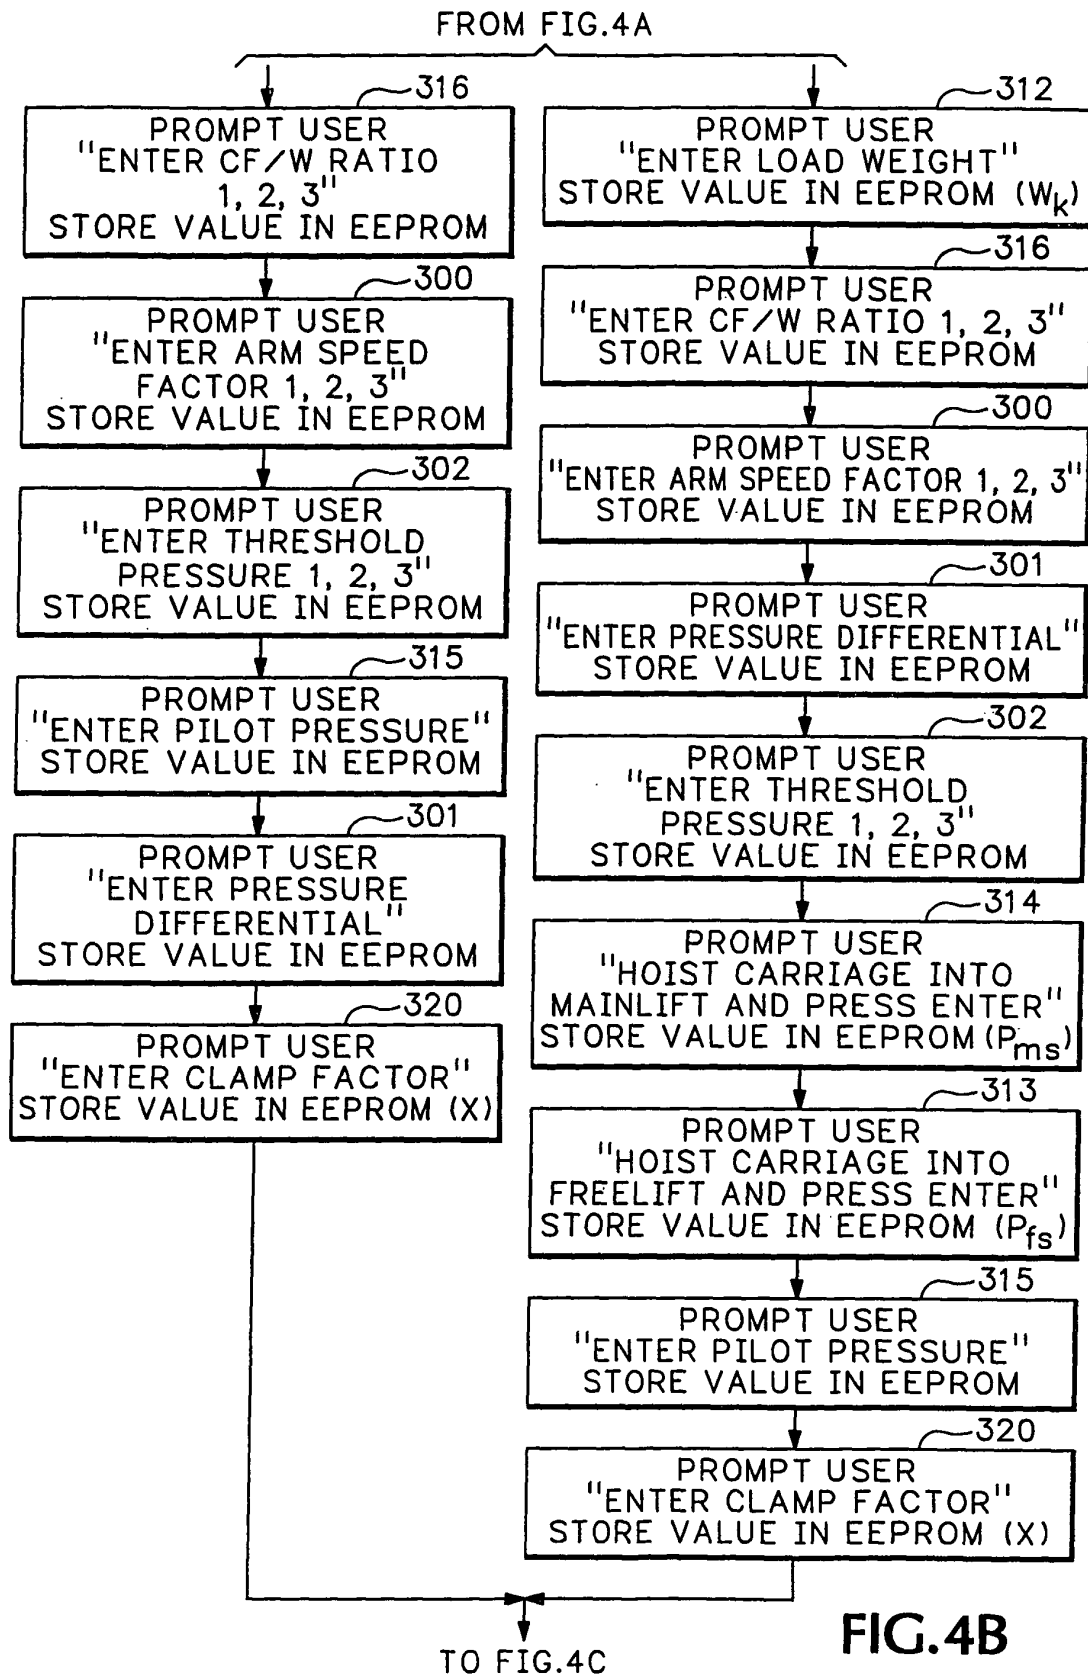 FROM FIG.4A
316
PROMPT USER
"ENTER CF/W RATIO
1, 2, 3"
STORE VALUE IN EEPROM
300
PROMPT USER
"ENTER ARM SPEED
FACTOR 1, 2, 3"
STORE VALUE IN EEPROM
302
PROMPT USER
"ENTER THRESHOLD
PRESSURE 1, 2, 3"
STORE VALUE IN EEPROM
315
PROMPT USER
"ENTER PILOT PRESSURE"
STORE VALUE IN EEPROM
301
PROMPT USER
"ENTER PRESSURE
DIFFERENTIAL"
STORE VALUE IN EEPROM
320
PROMPT USER
"ENTER CLAMP FACTOR"
STORE VALUE IN EEPROM (X)
312
PROMPT USER
"ENTER LOAD WEIGHT"
STORE VALUE IN EEPROM (Wk)
316
PROMPT USER
"ENTER CF/W RATIO 1, 2, 3"
STORE VALUE IN EEPROM
300
PROMPT USER
"ENTER ARM SPEED FACTOR 1, 2, 3"
STORE VALUE IN EEPROM
301
PROMPT USER
"ENTER PRESSURE DIFFERENTIAL"
STORE VALUE IN EEPROM
302
PROMPT USER
"ENTER THRESHOLD
PRESSURE 1, 2, 3"
STORE VALUE IN EEPROM
314
PROMPT USER
"HOIST CARRIAGE INTO
MAINLIFT AND PRESS ENTER"
STORE VALUE IN EEPROM (Pms)
313
PROMPT USER
"HOIST CARRIAGE INTO
FREELIFT AND PRESS ENTER"
STORE VALUE IN EEPROM (Pfs)
315
PROMPT USER
"ENTER PILOT PRESSURE"
STORE VALUE IN EEPROM
320
PROMPT USER
"ENTER CLAMP FACTOR"
STORE VALUE IN EEPROM (X)
TO FIG.4C
FIG.4B